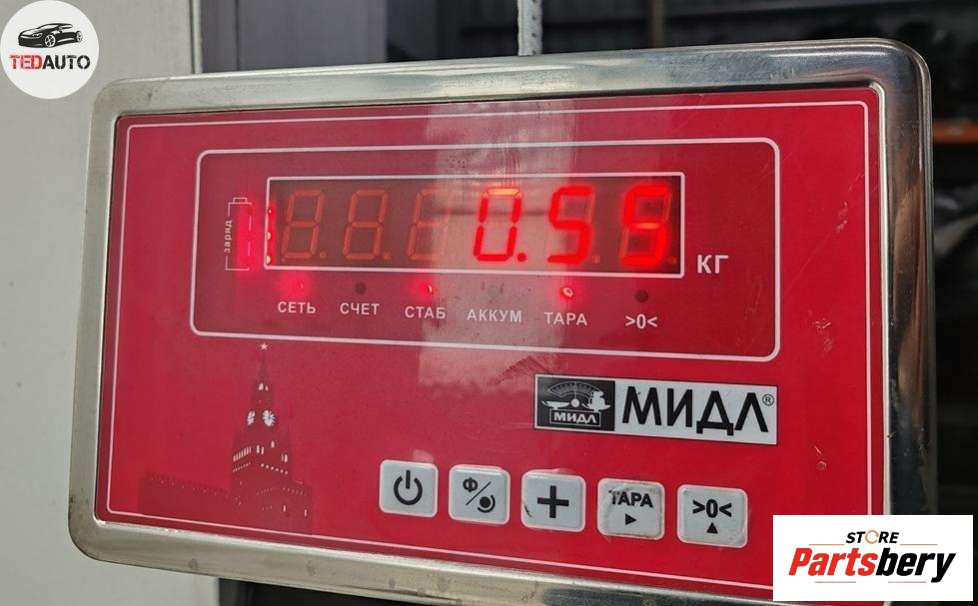 TEDAUTO
заряд
0.55
КГ
СЕТЬ СЧЕТ СТАБ АККУМ ТАРА >0<
МИДЛ МИДЛ®
Ф ТАРА >0<
STORE
Partsbery